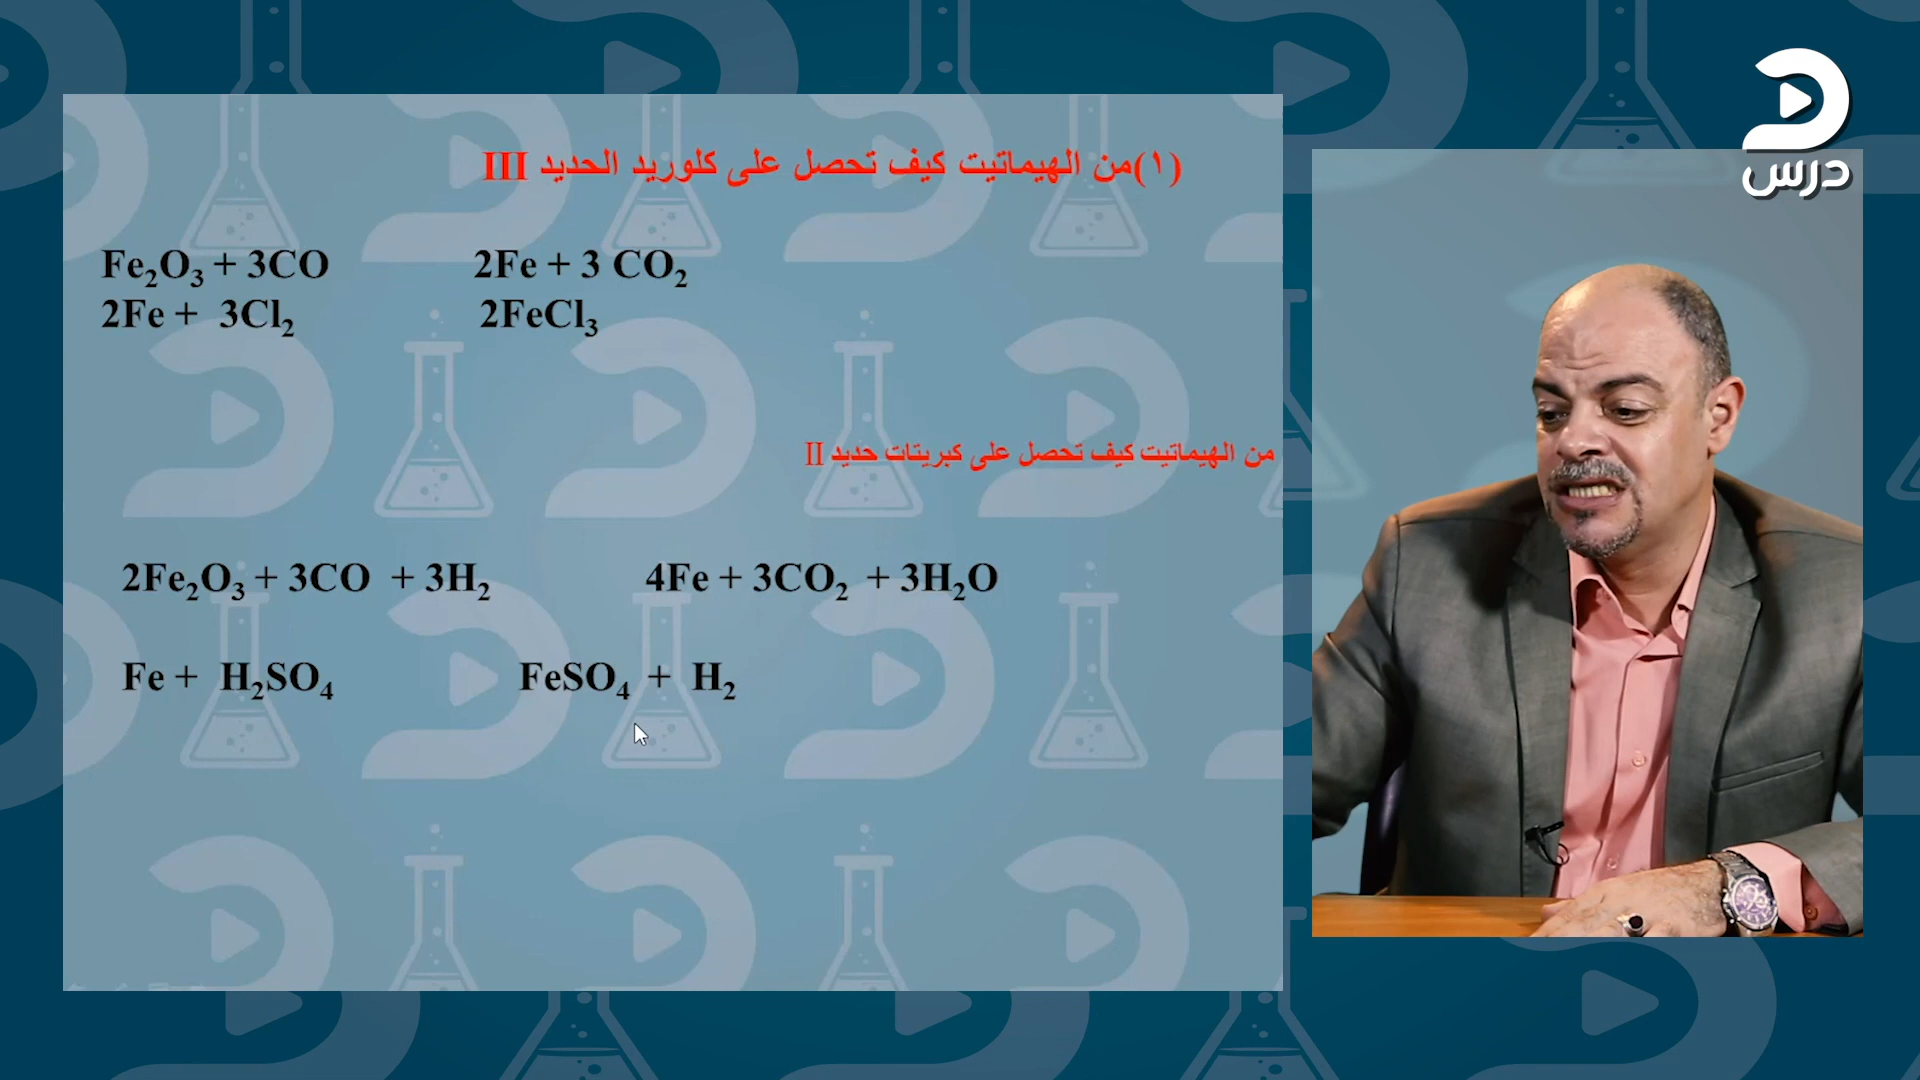 درس
(١)من الهيماتيت كيف تحصل على كلوريد الحديد III
Fe₂O₃ + 3CO 2Fe + 3 CO₂
2Fe + 3Cl₂ 2FeCl₃
من الهيماتيت كيف تحصل على كبريتات حديد II
2Fe₂O₃ + 3CO + 3H₂ 4Fe + 3CO₂ + 3H₂O
Fe + H₂SO₄ FeSO₄ + H₂